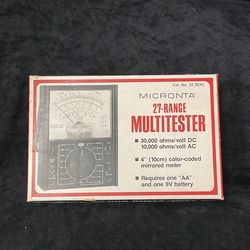 Cat. No. 22-203U
MICRONTA
27-RANGE
MULTITESTER
30,000 ohms/volt DC
10,000 ohms/volt AC
4" (10cm) color-coded
mirrored meter
Requires one "AA"
and one 9V battery